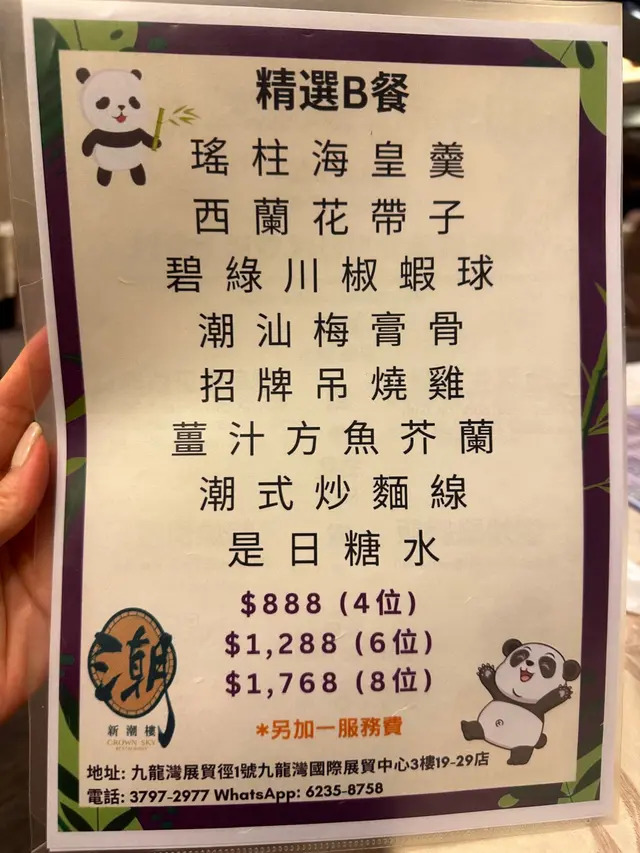 精選B餐
瑤柱海皇羹
西蘭花帶子
碧綠川椒蝦球
潮汕梅膏骨
招牌吊燒雞
薑汁方魚芥蘭
潮式炒麵線
是日糖水
$888 (4位)
$1,288 (6位)
$1,768 (8位)
*另加一服務費
潮
新潮樓
CROWN SKY
RESTAURANT
地址: 九龍灣展貿徑1號九龍灣國際展貿中心3樓19-29店
電話: 3797-2977 WhatsApp: 6235-8758